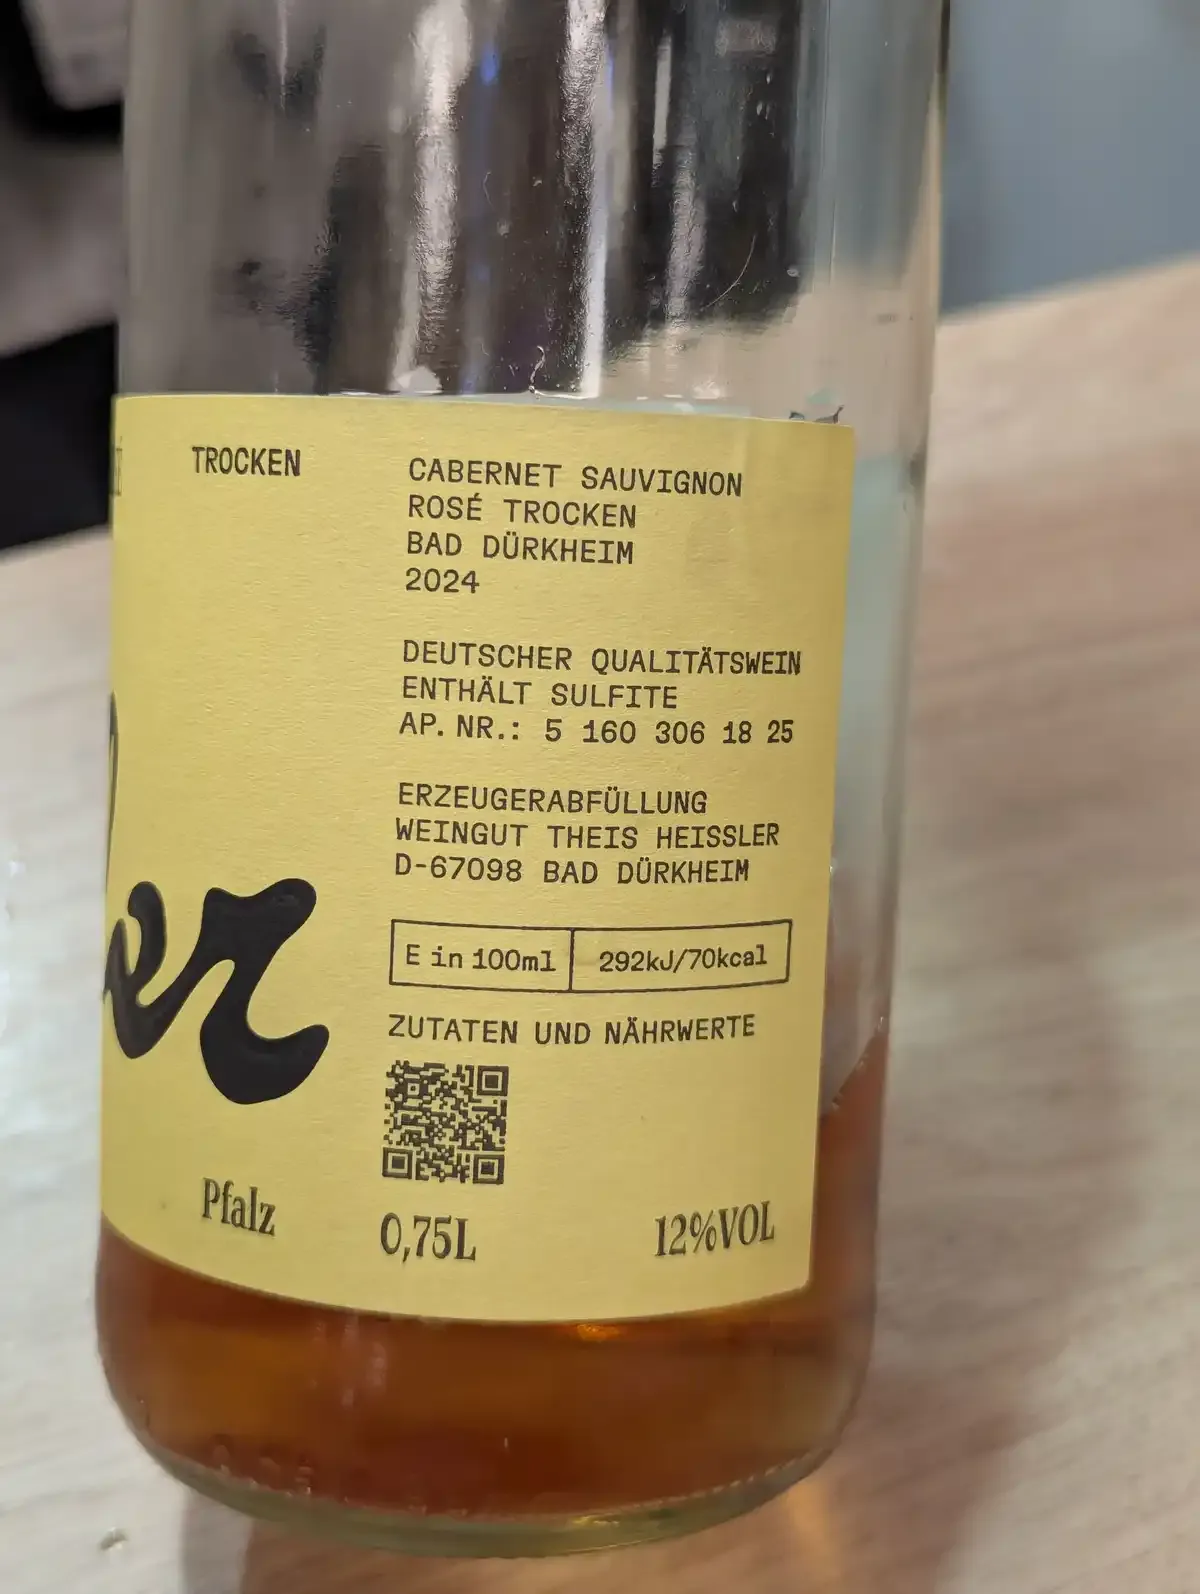 TROCKEN
CABERNET SAUVIGNON
ROSÉ TROCKEN
BAD DÜRKHEIM
2024
DEUTSCHER QUALITÄTSWEIN
ENTHÄLT SULFITE
AP. NR.: 5 160 306 18 25
ERZEUGERABFÜLLUNG
WEINGUT THEIS HEISSLER
D-67098 BAD DÜRKHEIM
E in 100ml 292kJ/70kcal
ZUTATEN UND NÄHRWERTE
er
Pfalz
0,75L
12%VOL